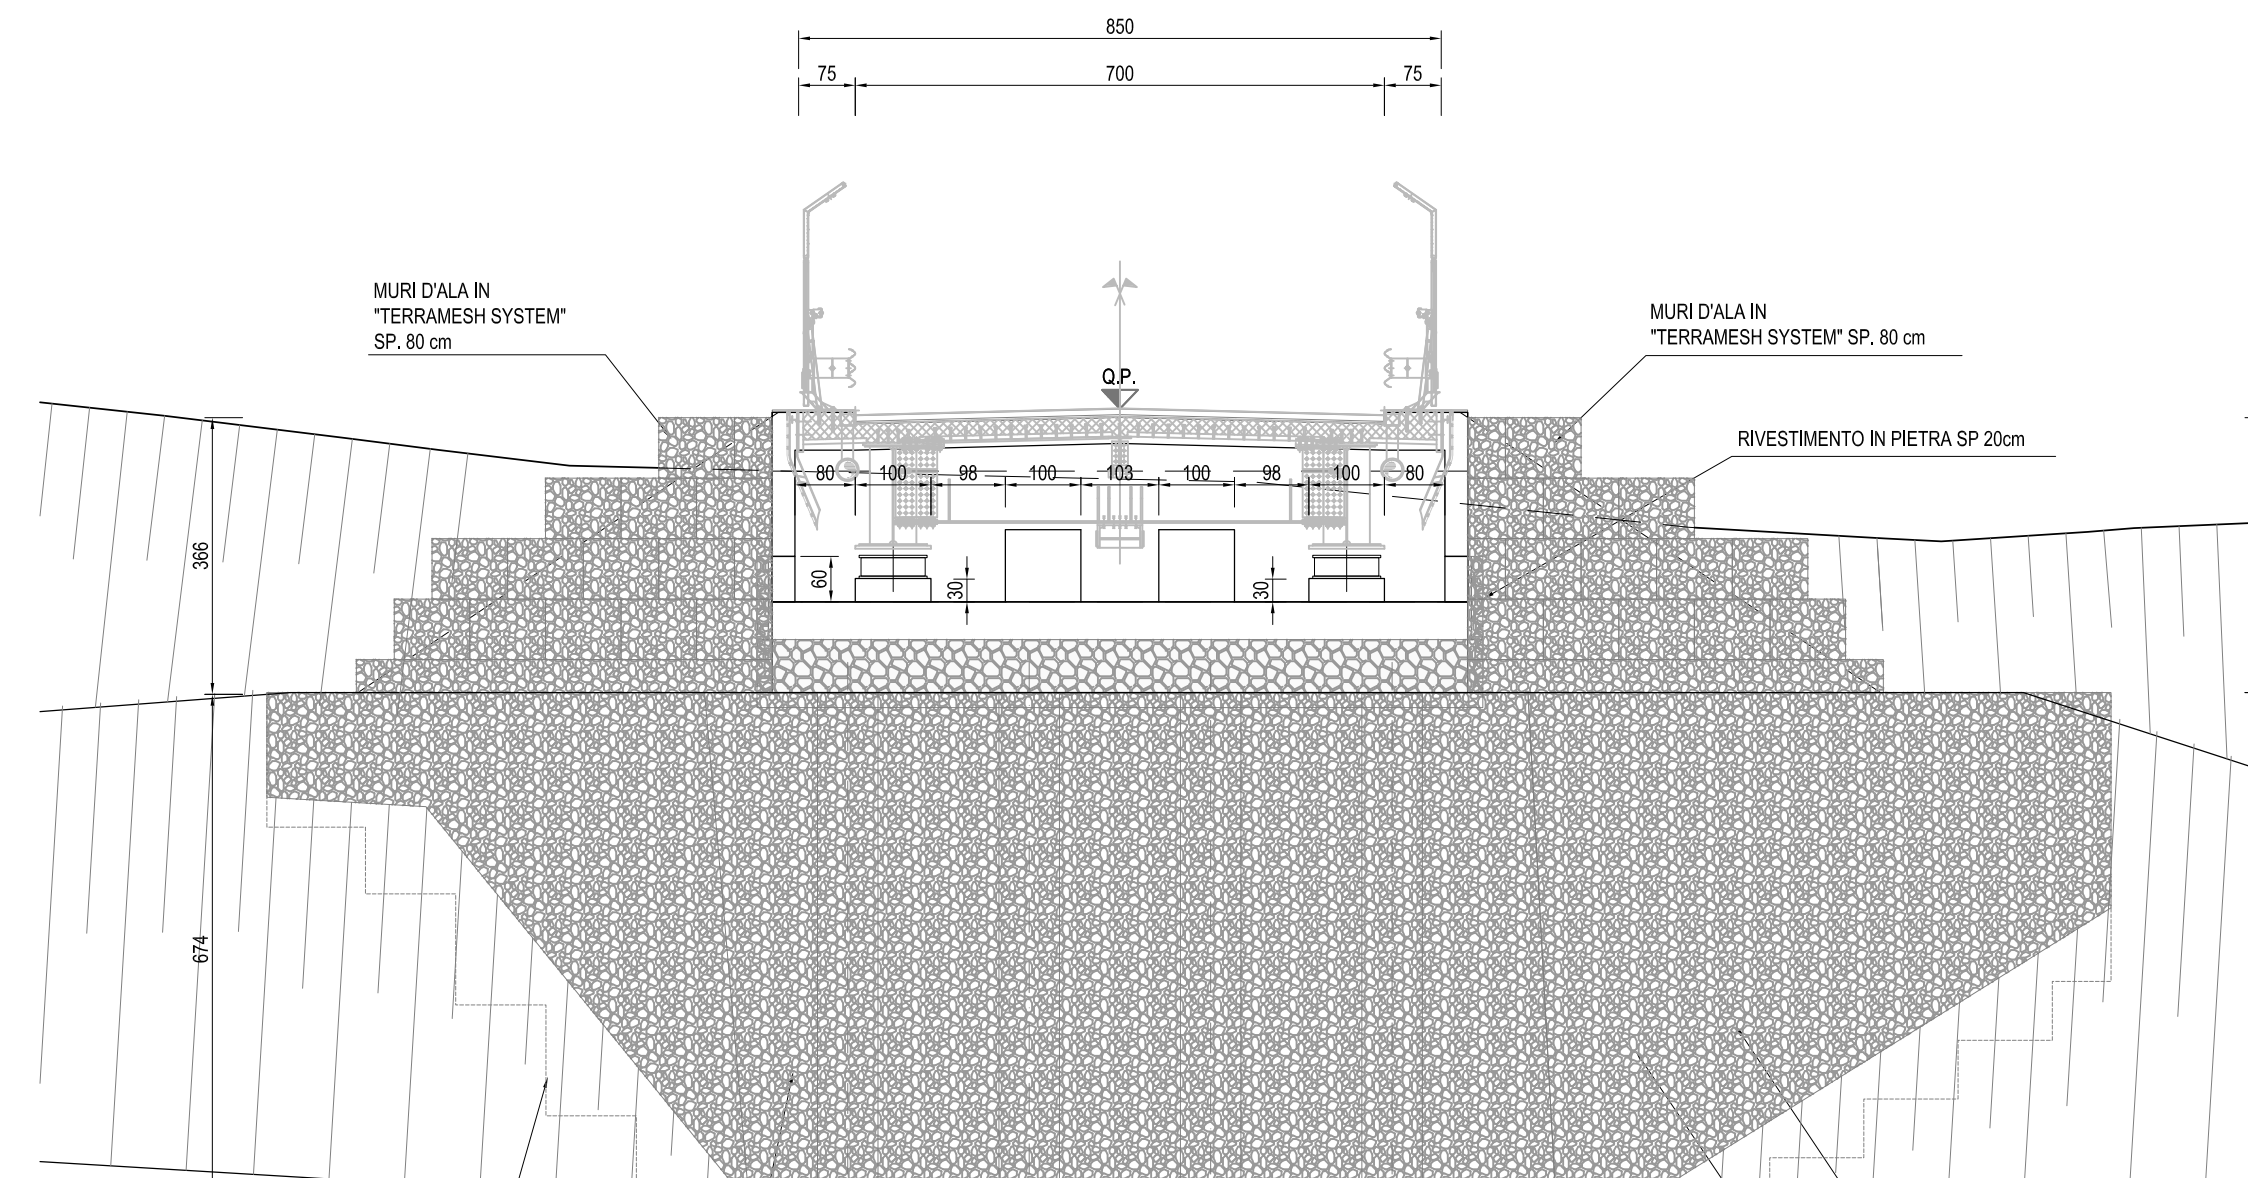 850
75 700 75
MURI D'ALA IN
"TERRAMESH SYSTEM"
SP. 80 cm
MURI D'ALA IN
"TERRAMESH SYSTEM" SP. 80 cm
Q.P.
RIVESTIMENTO IN PIETRA SP 20cm
80 100 98 100 103 100 98 100 80
366
60 30 30
674